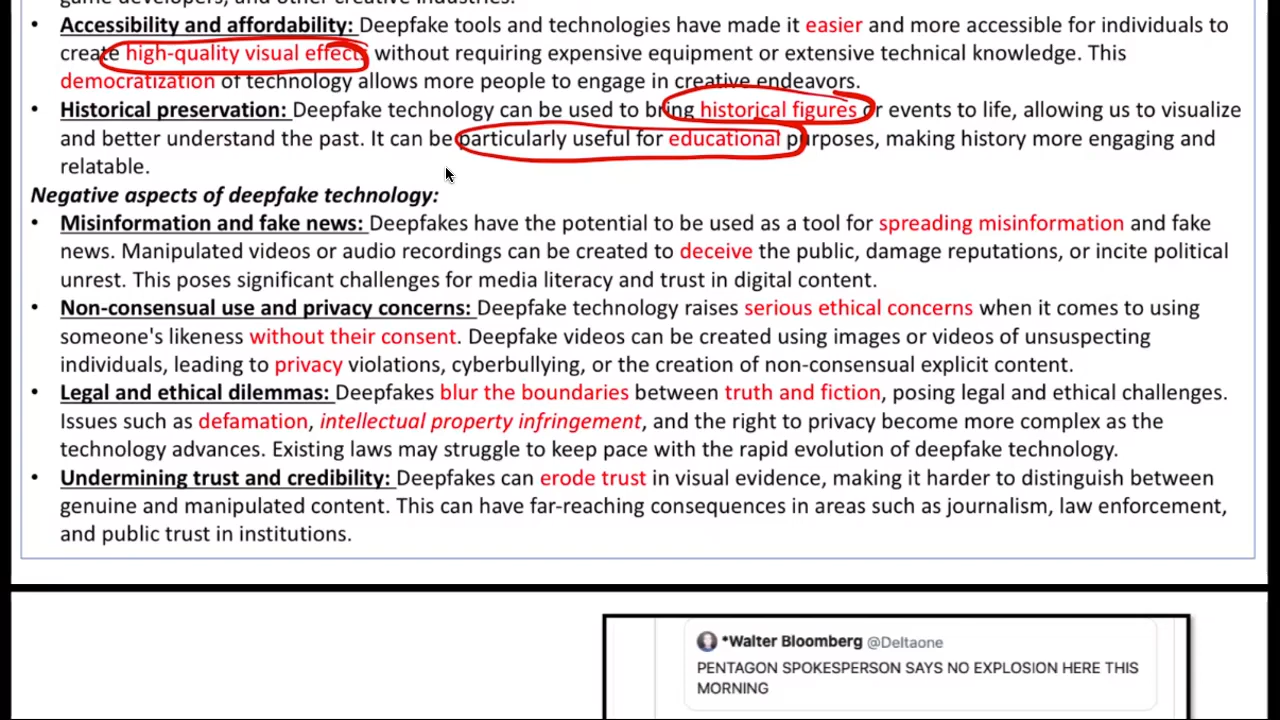 game developers, and other creative industries.
• Accessibility and affordability: Deepfake tools and technologies have made it easier and more accessible for individuals to
create high-quality visual effects without requiring expensive equipment or extensive technical knowledge. This
democratization of technology allows more people to engage in creative endeavors.
• Historical preservation: Deepfake technology can be used to bring historical figures or events to life, allowing us to visualize
and better understand the past. It can be particularly useful for educational purposes, making history more engaging and
relatable.
Negative aspects of deepfake technology:
• Misinformation and fake news: Deepfakes have the potential to be used as a tool for spreading misinformation and fake
news. Manipulated videos or audio recordings can be created to deceive the public, damage reputations, or incite political
unrest. This poses significant challenges for media literacy and trust in digital content.
• Non-consensual use and privacy concerns: Deepfake technology raises serious ethical concerns when it comes to using
someone's likeness without their consent. Deepfake videos can be created using images or videos of unsuspecting
individuals, leading to privacy violations, cyberbullying, or the creation of non-consensual explicit content.
• Legal and ethical dilemmas: Deepfakes blur the boundaries between truth and fiction, posing legal and ethical challenges.
Issues such as defamation, intellectual property infringement, and the right to privacy become more complex as the
technology advances. Existing laws may struggle to keep pace with the rapid evolution of deepfake technology.
• Undermining trust and credibility: Deepfakes can erode trust in visual evidence, making it harder to distinguish between
genuine and manipulated content. This can have far-reaching consequences in areas such as journalism, law enforcement,
and public trust in institutions.
*Walter Bloomberg @Deltaone
PENTAGON SPOKESPERSON SAYS NO EXPLOSION HERE THIS
MORNING